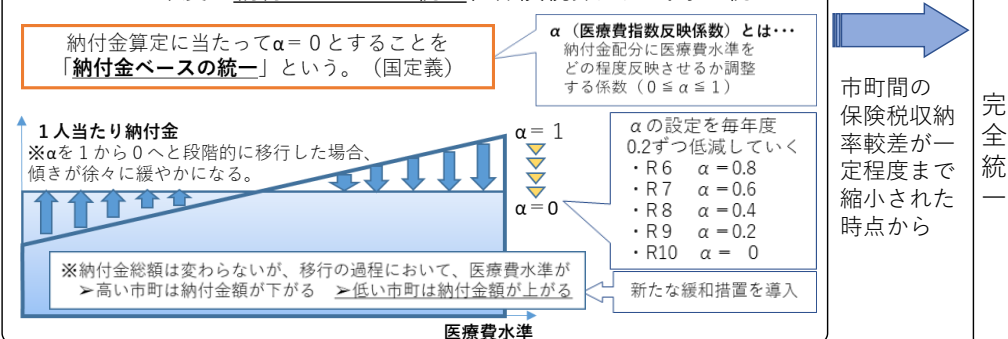 納付金算定に当たってα＝０とすることを
「納付金ベースの統一」という。（国定義）
α（医療費指数反映係数）とは･･･
納付金配分に医療費水準を
どの程度反映させるか調整
する係数（0≦α≦1）
１人当たり納付金
※αを１から０へと段階的に移行した場合、
傾きが徐々に緩やかになる。
α＝１
α＝0
αの設定を毎年度
0.2ずつ低減していく
・R６　α＝0.8
・R７　α＝0.6
・R８　α＝0.4
・R９　α＝0.2
・R10　α＝　0
※納付金総額は変わらないが、移行の過程において、医療費水準が
➢高い市町は納付金額が下がる　➢低い市町は納付金額が上がる
新たな緩和措置を導入
医療費水準
市町間の
保険税収納
率較差が一
定程度まで
縮小された
時点から
完全統一